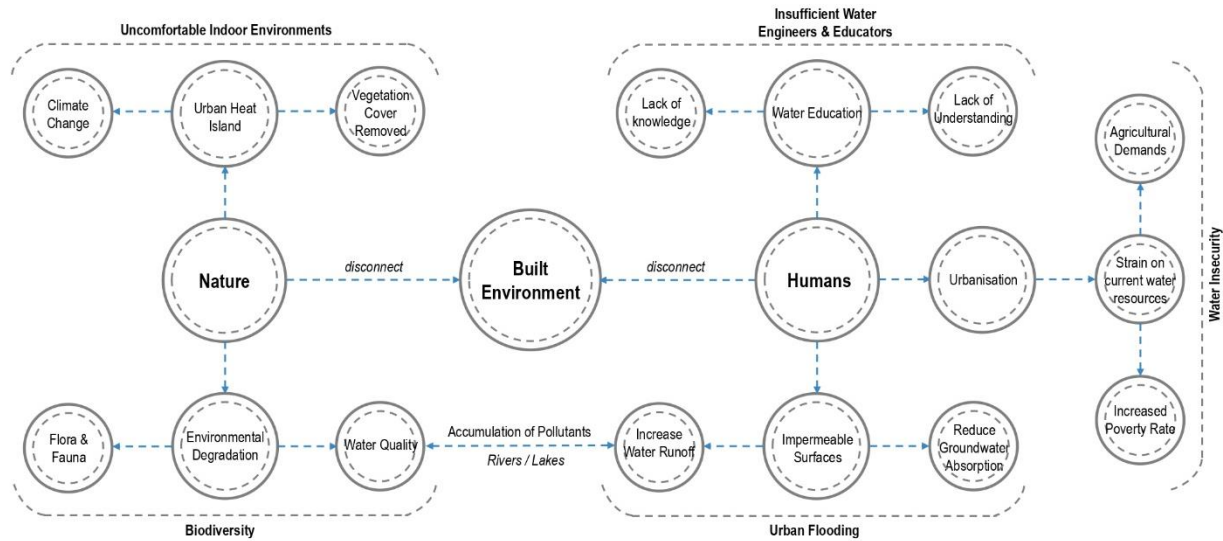 Uncomfortable Indoor Environments
Insufficient Water
Engineers & Educators
Climate
Change
Urban Heat
Island
Vegetation
Cover
Removed
Lack of
knowledge.
Water Education
Lack of
Understanding
Agricultural
Demands
Nature
disconnect
Built
Environment
disconnect
Humans
Urbanisation
Strain on
current water
resources
Water Insecurity
Flora &
Fauna
Environmental
Degradation
Water Quality
Accumulation of Pollutants
Rivers / Lakes
Increase
Water Runoff
Impermeable
Surfaces
Reduce
Groundwater
Absorption
Increased
Poverty Rate
Biodiversity
Urban Flooding